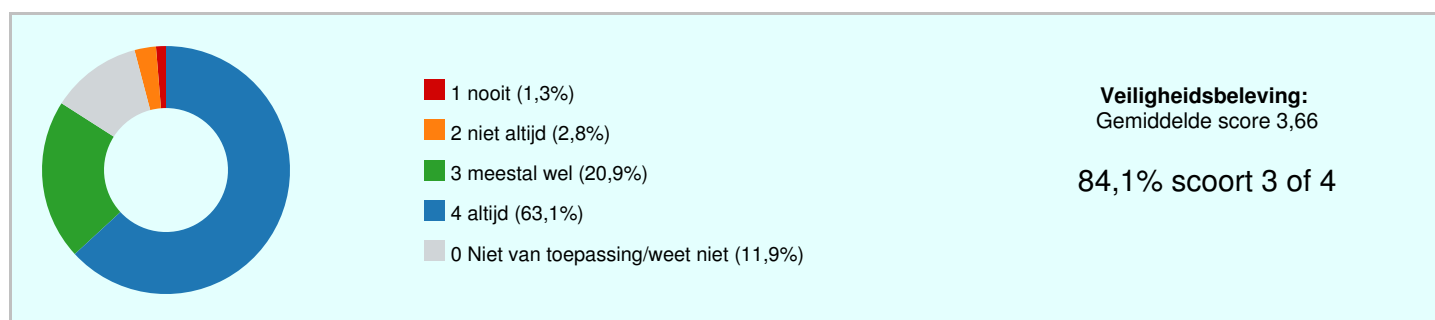 1 nooit (1,3%)
2 niet altijd (2,8%)
3 meestal wel (20,9%)
4 altijd (63,1%)
0 Niet van toepassing/weet niet (11,9%)
Veiligheidsbeleving:
Gemiddelde score 3,66
84,1% scoort 3 of 4